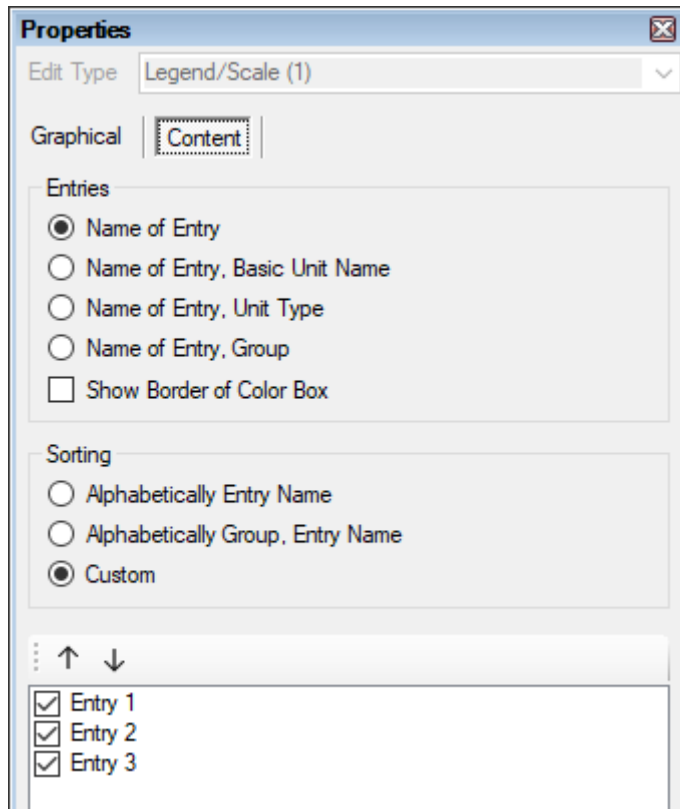 Properties
Edit Type Legend/Scale (1)
Graphical Content
Entries
Name of Entry
Name of Entry, Basic Unit Name
Name of Entry, Unit Type
Name of Entry, Group
Show Border of Color Box
Sorting
Alphabetically Entry Name
Alphabetically Group, Entry Name
Custom
Entry 1
Entry 2
Entry 3